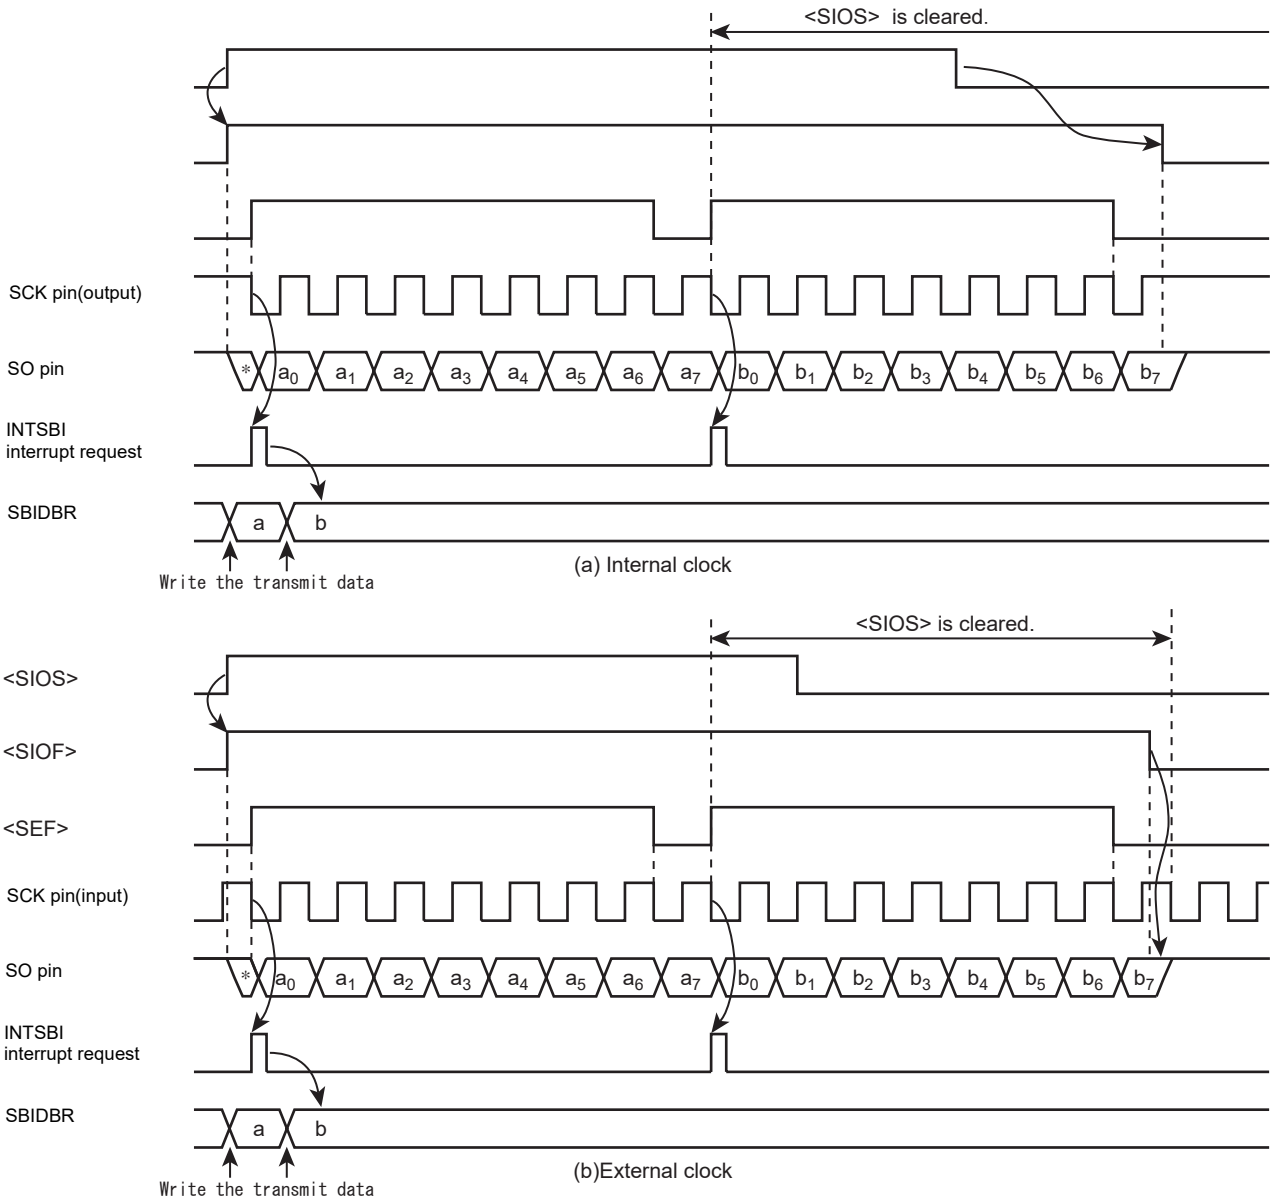 <SIOS> is cleared.
SCK pin(output)
SO pin
* a0 a1 a2 a3 a4 a5 a6 a7 b0 b1 b2 b3 b4 b5 b6 b7
INTSBI
interrupt request
SBIDBR
a b
Write the transmit data
(a) Internal clock
<SIOS> is cleared.
<SIOS>
<SIOF>
<SEF>
SCK pin(input)
SO pin
* a0 a1 a2 a3 a4 a5 a6 a7 b0 b1 b2 b3 b4 b5 b6 b7
INTSBI
interrupt request
SBIDBR
a b
Write the transmit data
(b)External clock